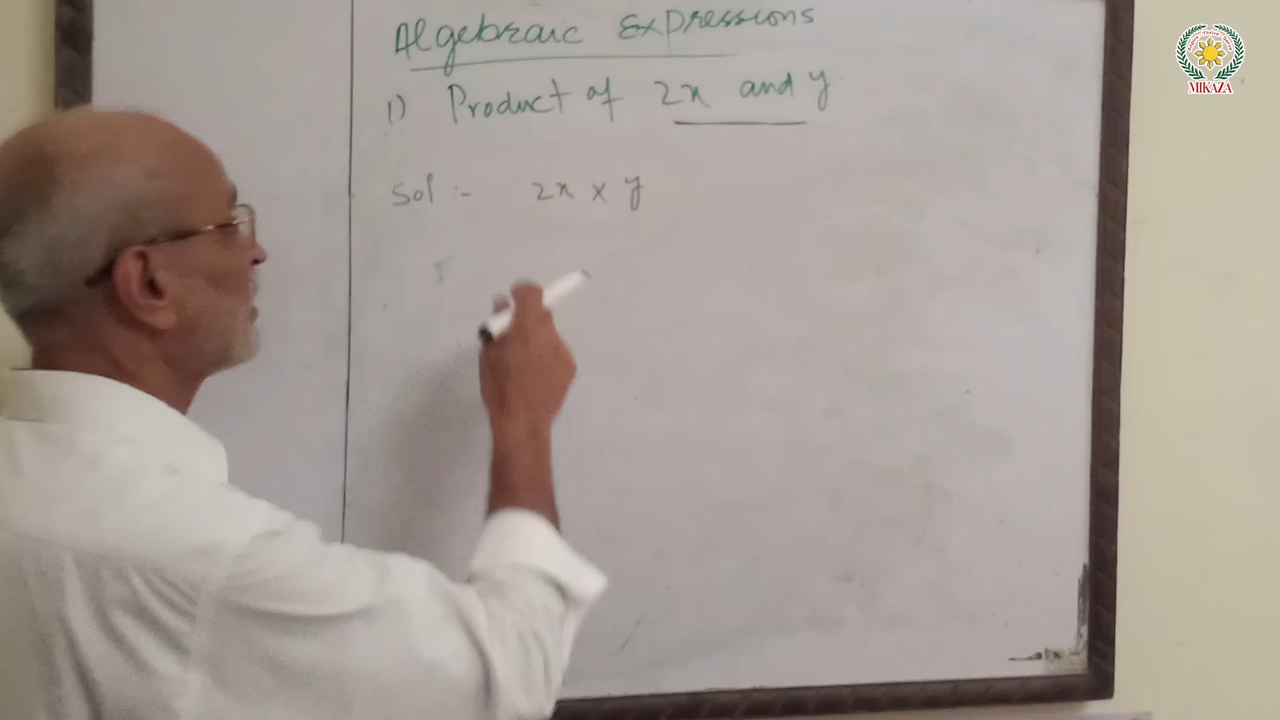 Algebraic Expressions
1) Product of 2x and y
Sol :- 2x × y
MIKAZA